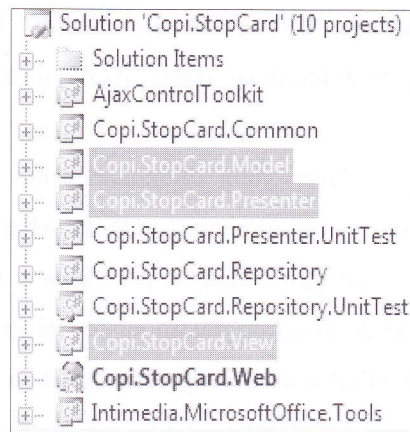 Solution 'Copi.StopCard' (10 projects)
Solution Items
AjaxControlToolkit
Copi.StopCard.Common
Copi.StopCard.Model
Copi.StopCard.Presenter
Copi.StopCard.Presenter.UnitTest
Copi.StopCard.Repository
Copi.StopCard.Repository.UnitTest
Copi.StopCard.View
Copi.StopCard.Web
Intimedia.MicrosoftOffice.Tools